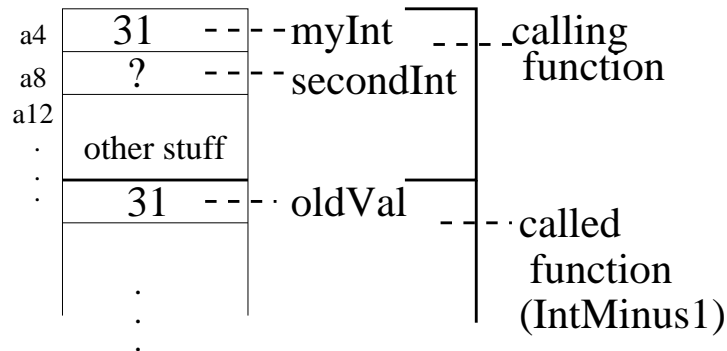 a4 31 myInt calling
function
a8 ? secondInt
a12
other stuff
31 oldVal
called
function
(IntMinus1)